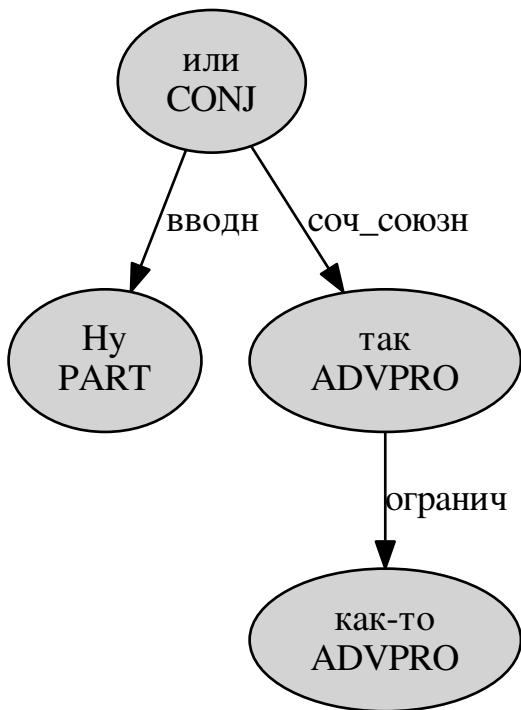 или
CONJ
вводн
соч_союзн
Ну
PART
так
ADVPRO
огранич
как-то
ADVPRO